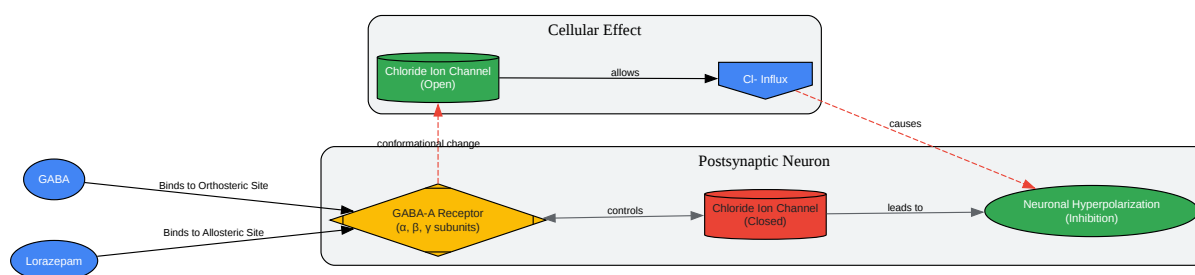 Cellular Effect
Chloride Ion Channel
(Open)
allows
Cl- Influx
causes
conformational change
Postsynaptic Neuron
GABA
Binds to Orthosteric Site
GABA-A Receptor
(α, β, γ subunits)
controls
Chloride Ion Channel
(Closed)
leads to
Neuronal Hyperpolarization
(Inhibition)
Binds to Allosteric Site
Lorazepam